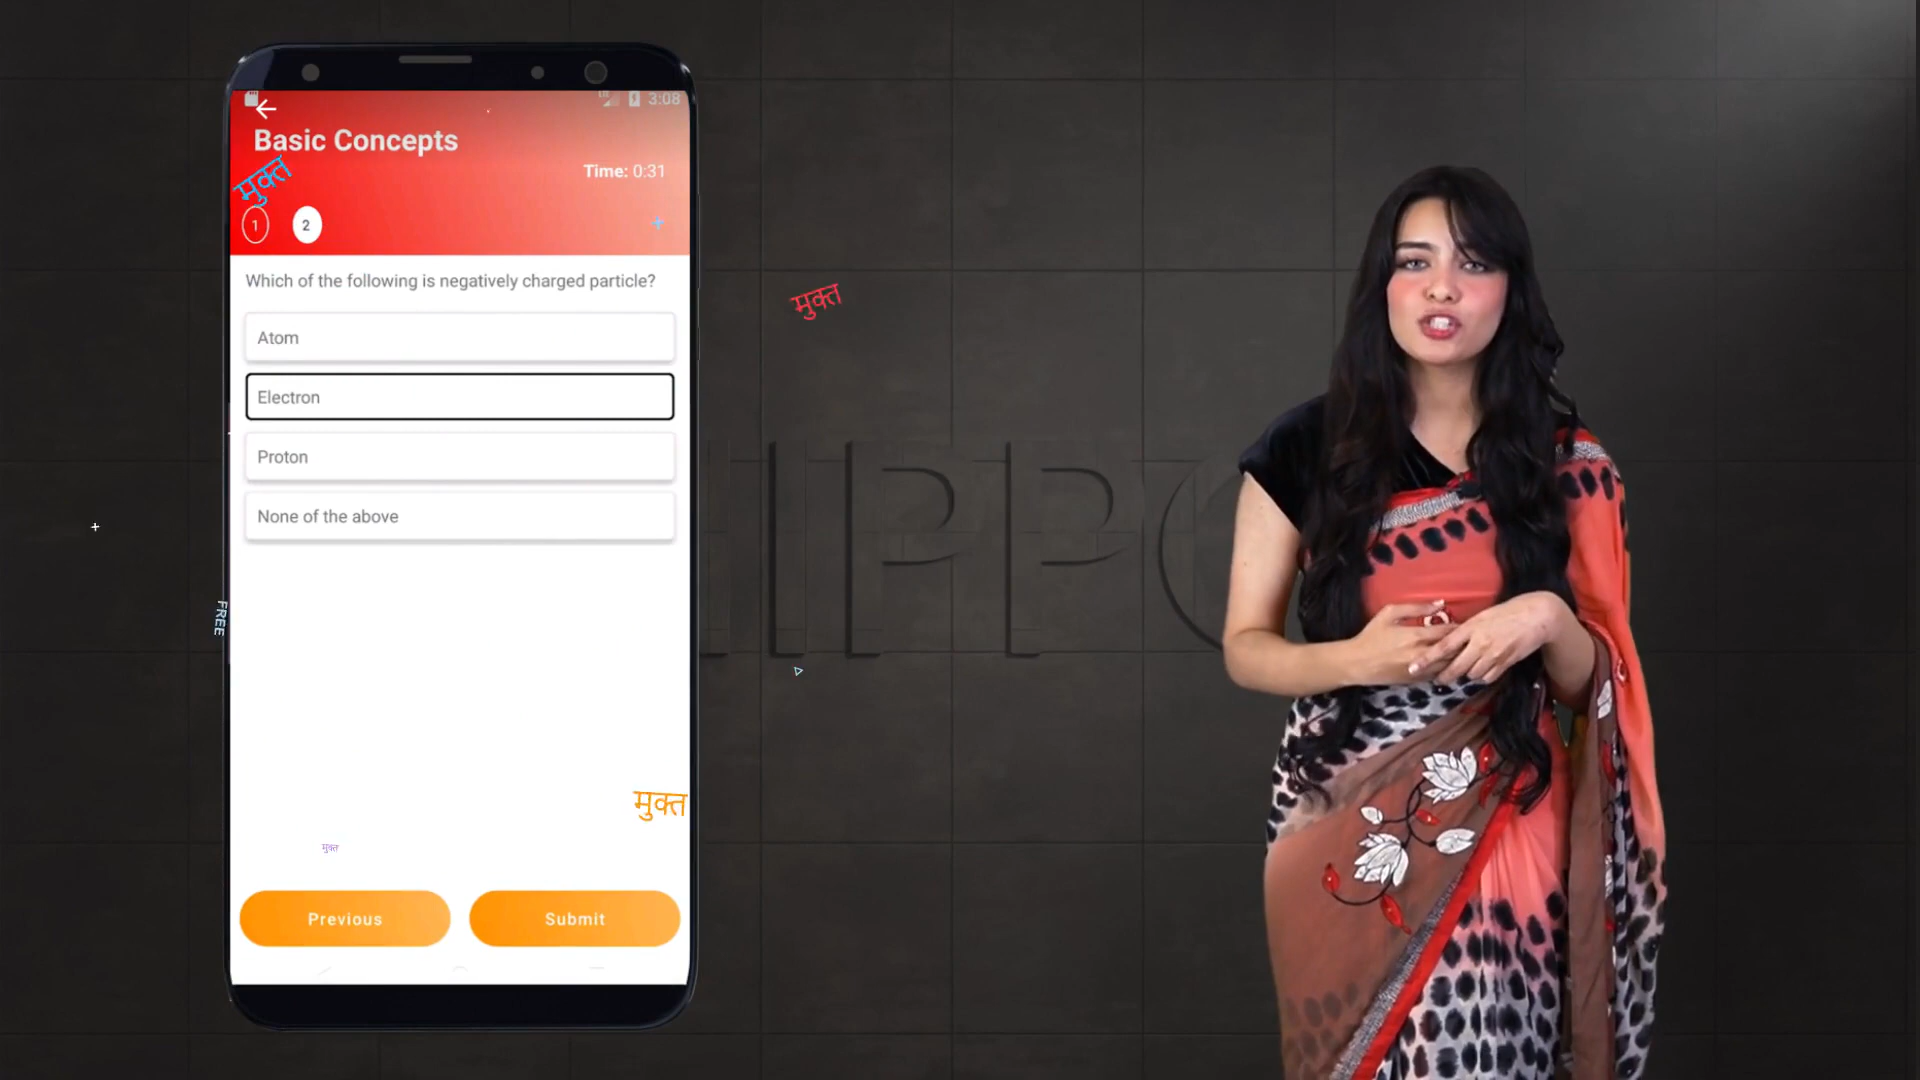 3:08
Basic Concepts
Time: 0:31
मुक्त
1 2
Which of the following is negatively charged particle?
मुक्त
Atom
Electron
Proton
None of the above
FREE
मुक्त
मुक्त
Previous Submit